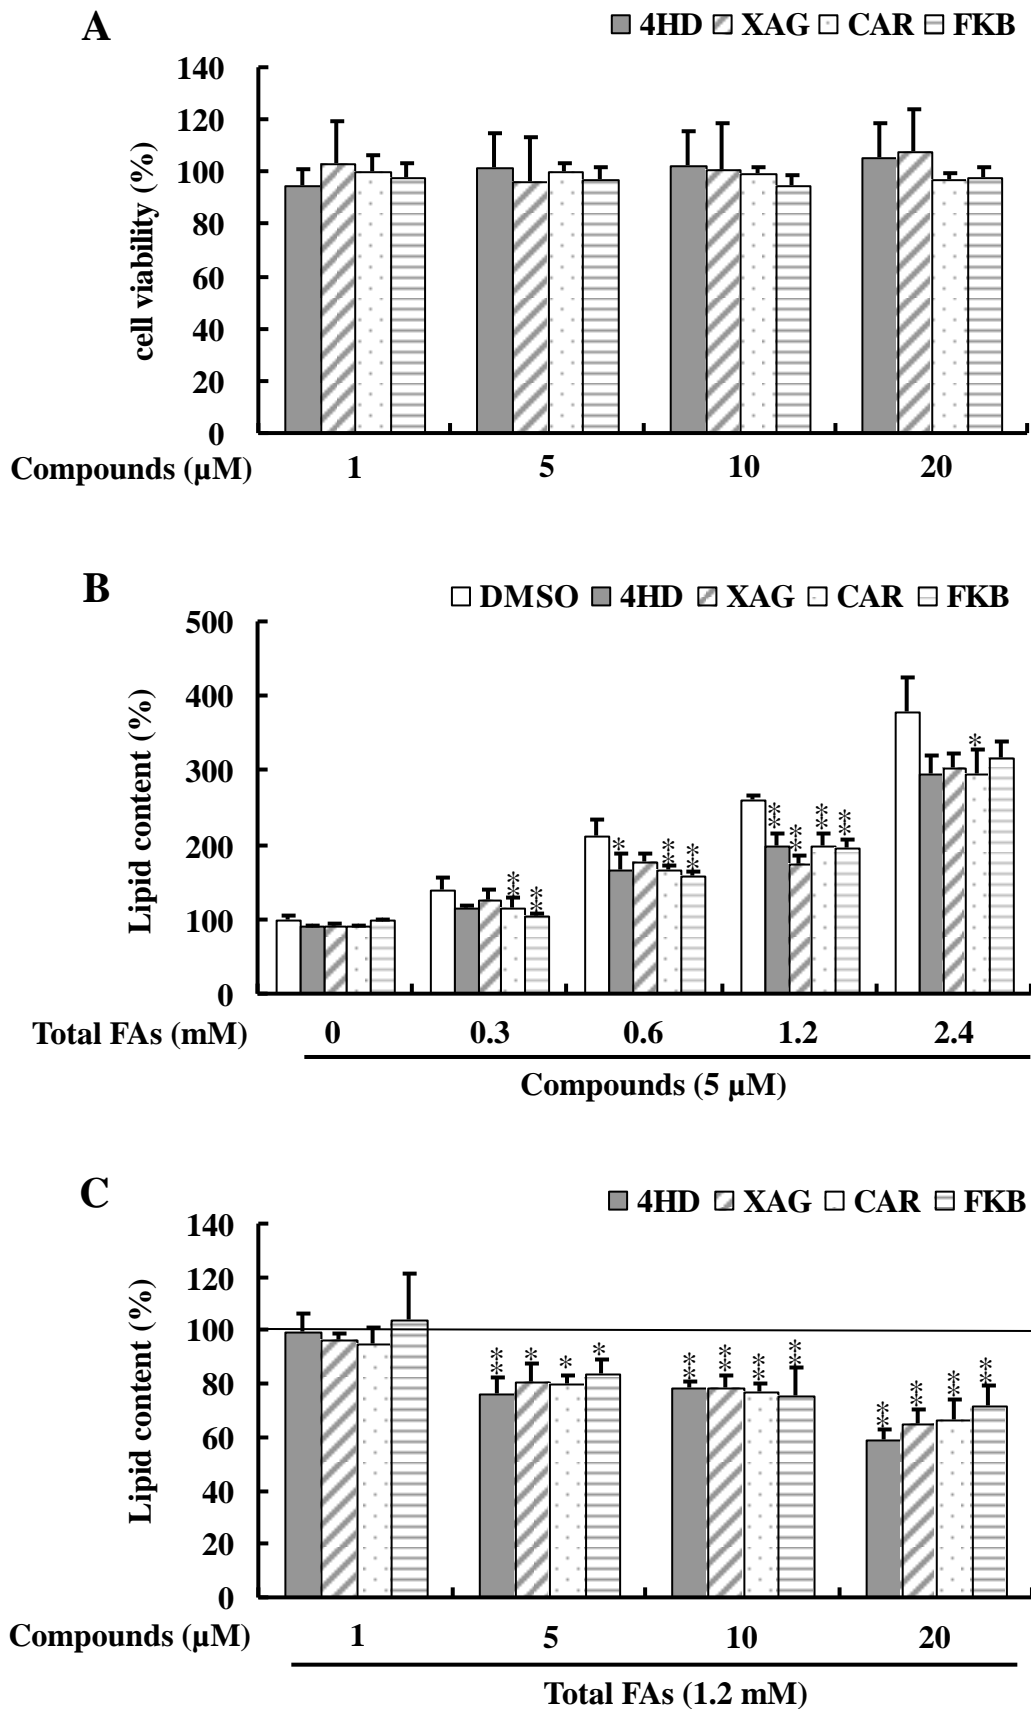 A
4HD XAG CAR FKB
cell viability (%)
140
120
100
80
60
40
20
0
Compounds (μM) 1 5 10 20
B
DMSO 4HD XAG CAR FKB
Lipid content (%)
500
400
300
200
100
0
* ** ** ** ** * ** ** ** ** *
Total FAs (mM) 0 0.3 0.6 1.2 2.4
Compounds (5 μM)
C
4HD XAG CAR FKB
Lipid content (%)
140
120
100
80
60
40
20
0
** * * * ** ** ** ** ** ** ** **
Compounds (μM) 1 5 10 20
Total FAs (1.2 mM)